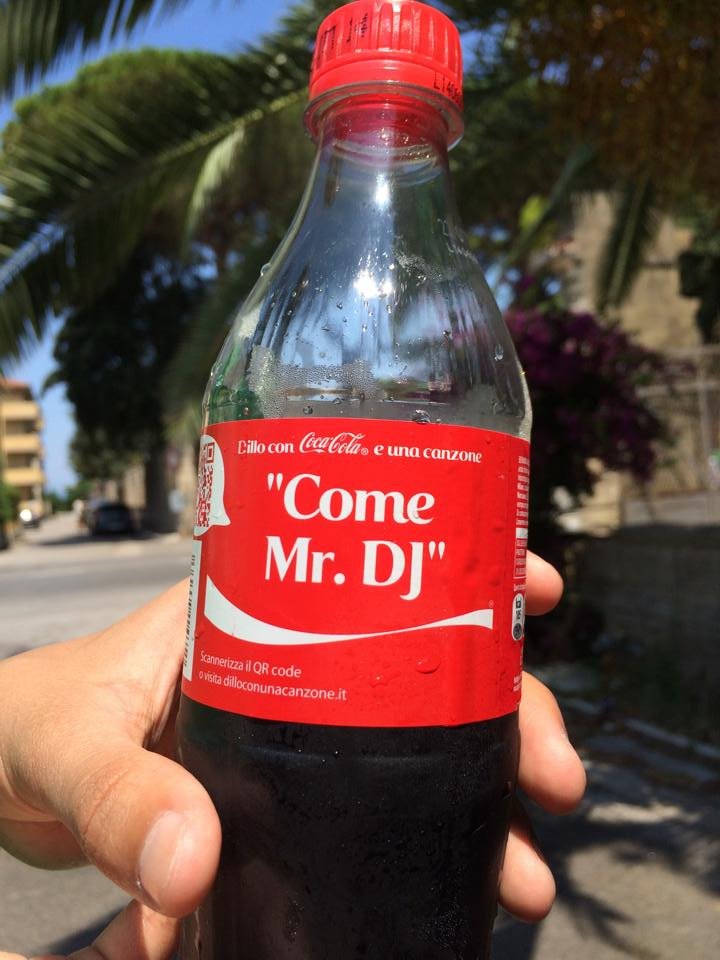 Dillo con Coca-Cola® e una canzone
"Come
Mr. DJ"
Scannerizza il QR code
o visita dilloconunacanzone.it